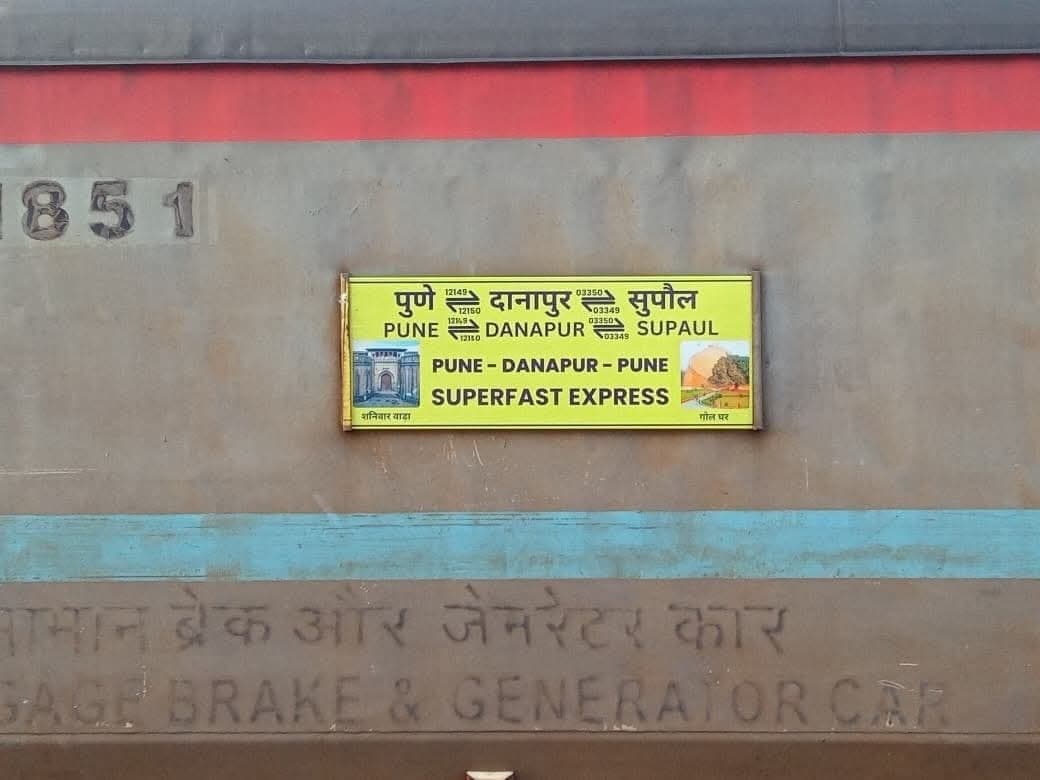 1851
पुणे 12149 ⇌ 12150 दानापुर 03350 ⇌ 03349 सुपौल
PUNE 12149 ⇌ 12150 DANAPUR 03350 ⇌ 03349 SUPAUL
PUNE - DANAPUR - PUNE
SUPERFAST EXPRESS
शनिवार वाडा
गोल घर
सामान ब्रेक और जेनरेटर कार
GAGE BRAKE & GENERATOR CAR